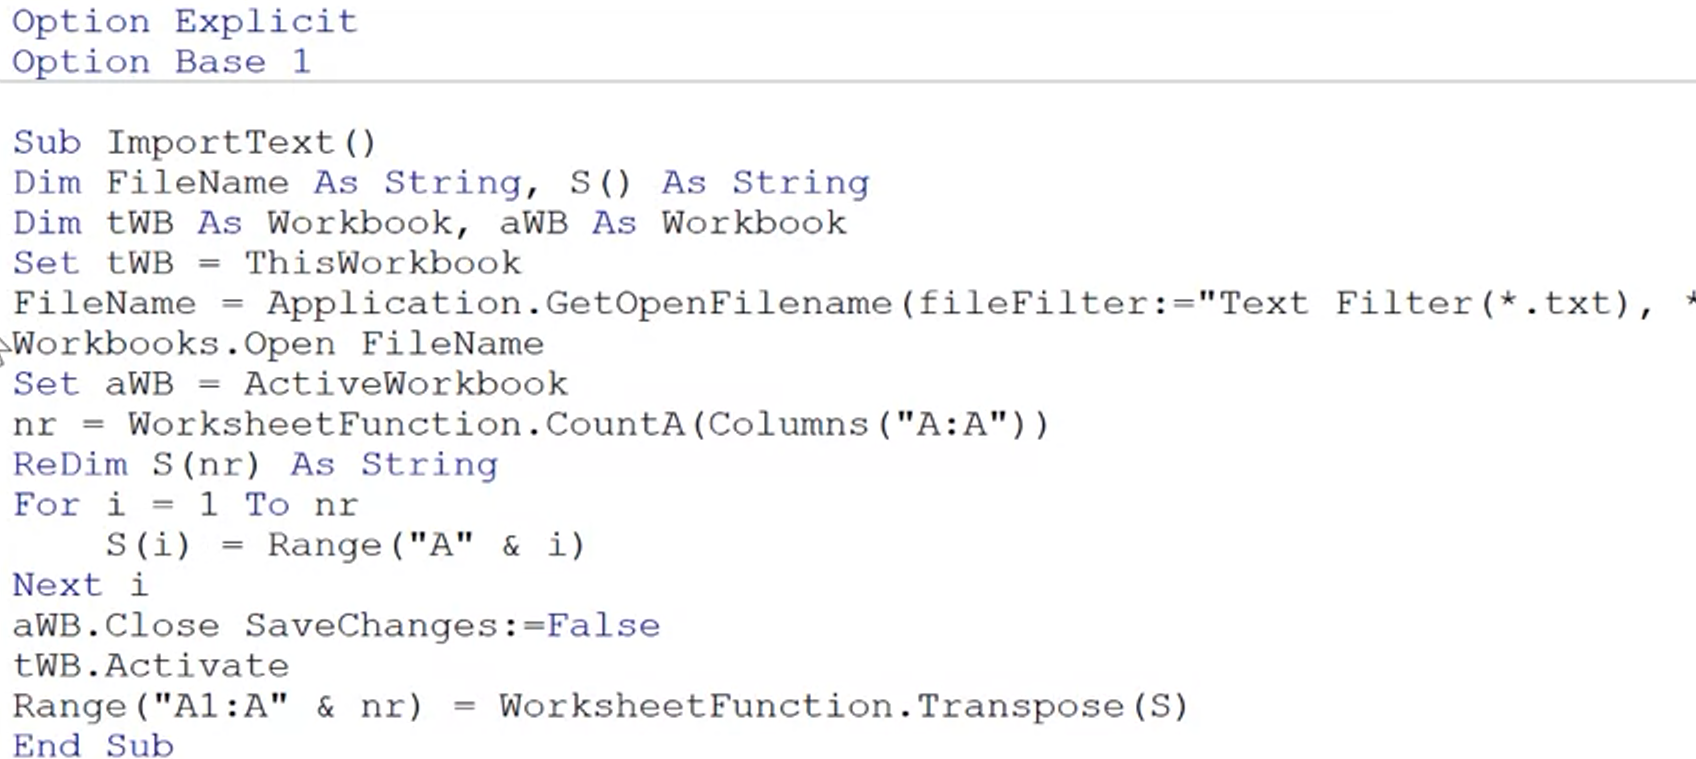 Option Explicit
Option Base 1
Sub ImportText()
Dim FileName As String, S() As String
Dim tWB As Workbook, aWB As Workbook
Set tWB = ThisWorkbook
FileName = Application.GetOpenFilename(fileFilter:="Text Filter(*.txt), *
Workbooks.Open FileName
Set aWB = ActiveWorkbook
nr = WorksheetFunction.CountA(Columns("A:A"))
ReDim S(nr) As String
For i = 1 To nr
    S(i) = Range("A" & i)
Next i
aWB.Close SaveChanges:=False
tWB.Activate
Range("A1:A" & nr) = WorksheetFunction.Transpose(S)
End Sub